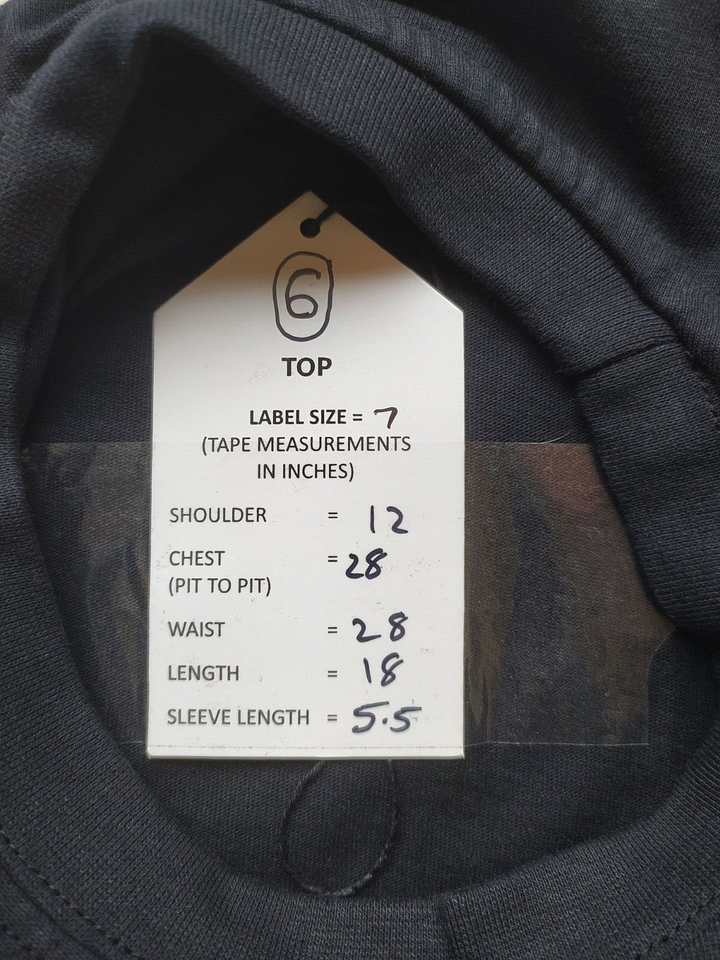 6
TOP
LABEL SIZE = 7
(TAPE MEASUREMENTS
IN INCHES)
SHOULDER = 12
CHEST = 28
(PIT TO PIT)
WAIST = 28
LENGTH = 18
SLEEVE LENGTH = 5.5